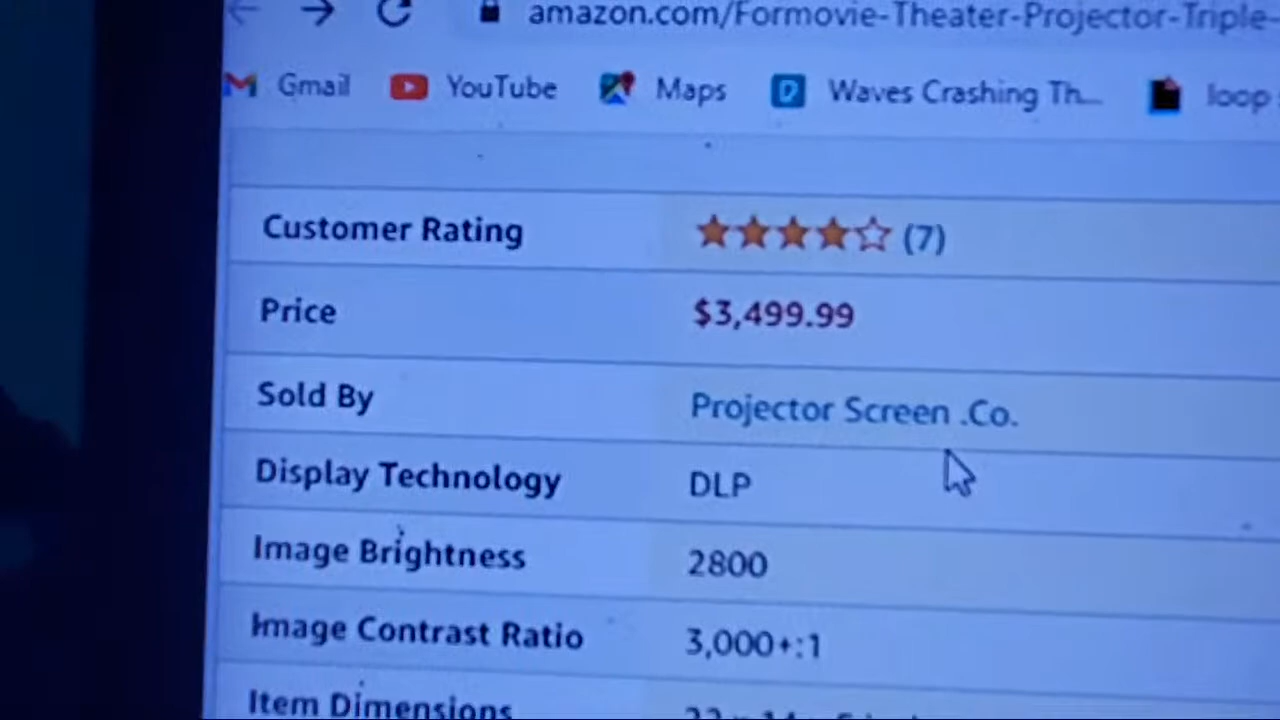 amazon.com/Formovie-Theater-Projector-Triple-
Gmail YouTube Maps Waves Crashing Th... loop
Customer Rating (7)
Price $3,499.99
Sold By Projector Screen .Co.
Display Technology DLP
Image Brightness 2800
Image Contrast Ratio 3,000+:1
Item Dimensions